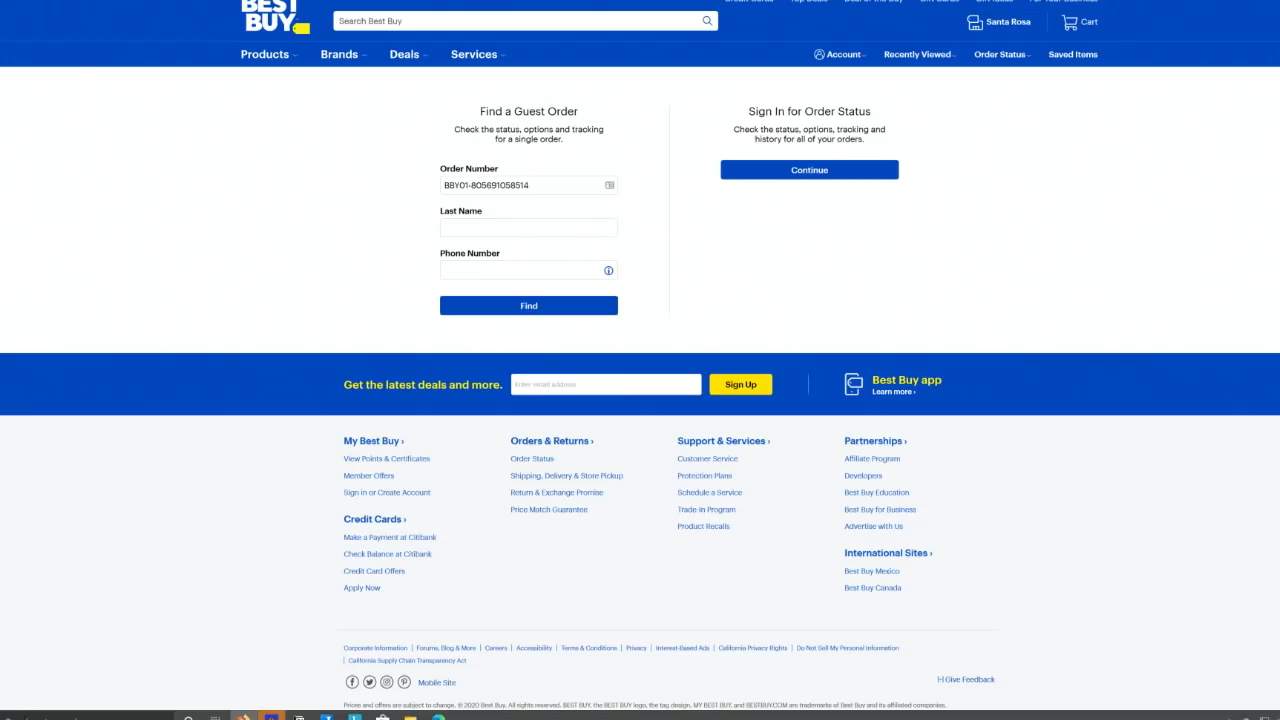 BEST
BUY
Search Best Buy
Santa Rosa
Cart
Products
Brands
Deals
Services
Account
Recently Viewed
Order Status
Saved Items
Find a Guest Order
Check the status, options and tracking
for a single order.
Order Number
BBY01-805691058514
Last Name
Phone Number
Find
Sign In for Order Status
Check the status, options, tracking and
history for all of your orders.
Continue
Get the latest deals and more.
Enter email address
Sign Up
Best Buy app
Learn more ›
My Best Buy ›
View Points & Certificates
Member Offers
Sign in or Create Account
Credit Cards ›
Make a Payment at Citibank
Check Balance at Citibank
Credit Card Offers
Apply Now
Orders & Returns ›
Order Status
Shipping, Delivery & Store Pickup
Return & Exchange Promise
Price Match Guarantee
Support & Services ›
Customer Service
Protection Plans
Schedule a Service
Trade-In Program
Product Recalls
Partnerships ›
Affiliate Program
Developers
Best Buy Education
Best Buy for Business
Advertise with Us
International Sites ›
Best Buy Mexico
Best Buy Canada
Corporate Information | Forums, Blog & More | Careers | Accessibility | Terms & Conditions | Privacy | Interest-Based Ads | California Privacy Rights | Do Not Sell My Personal Information
| California Supply Chain Transparency Act
Mobile Site
[+] Give Feedback
Prices and offers are subject to change. © 2020 Best Buy. All rights reserved. BEST BUY, the BEST BUY logo, the tag design, MY BEST BUY, and BESTBUY.COM are trademarks of Best Buy and its affiliated companies.